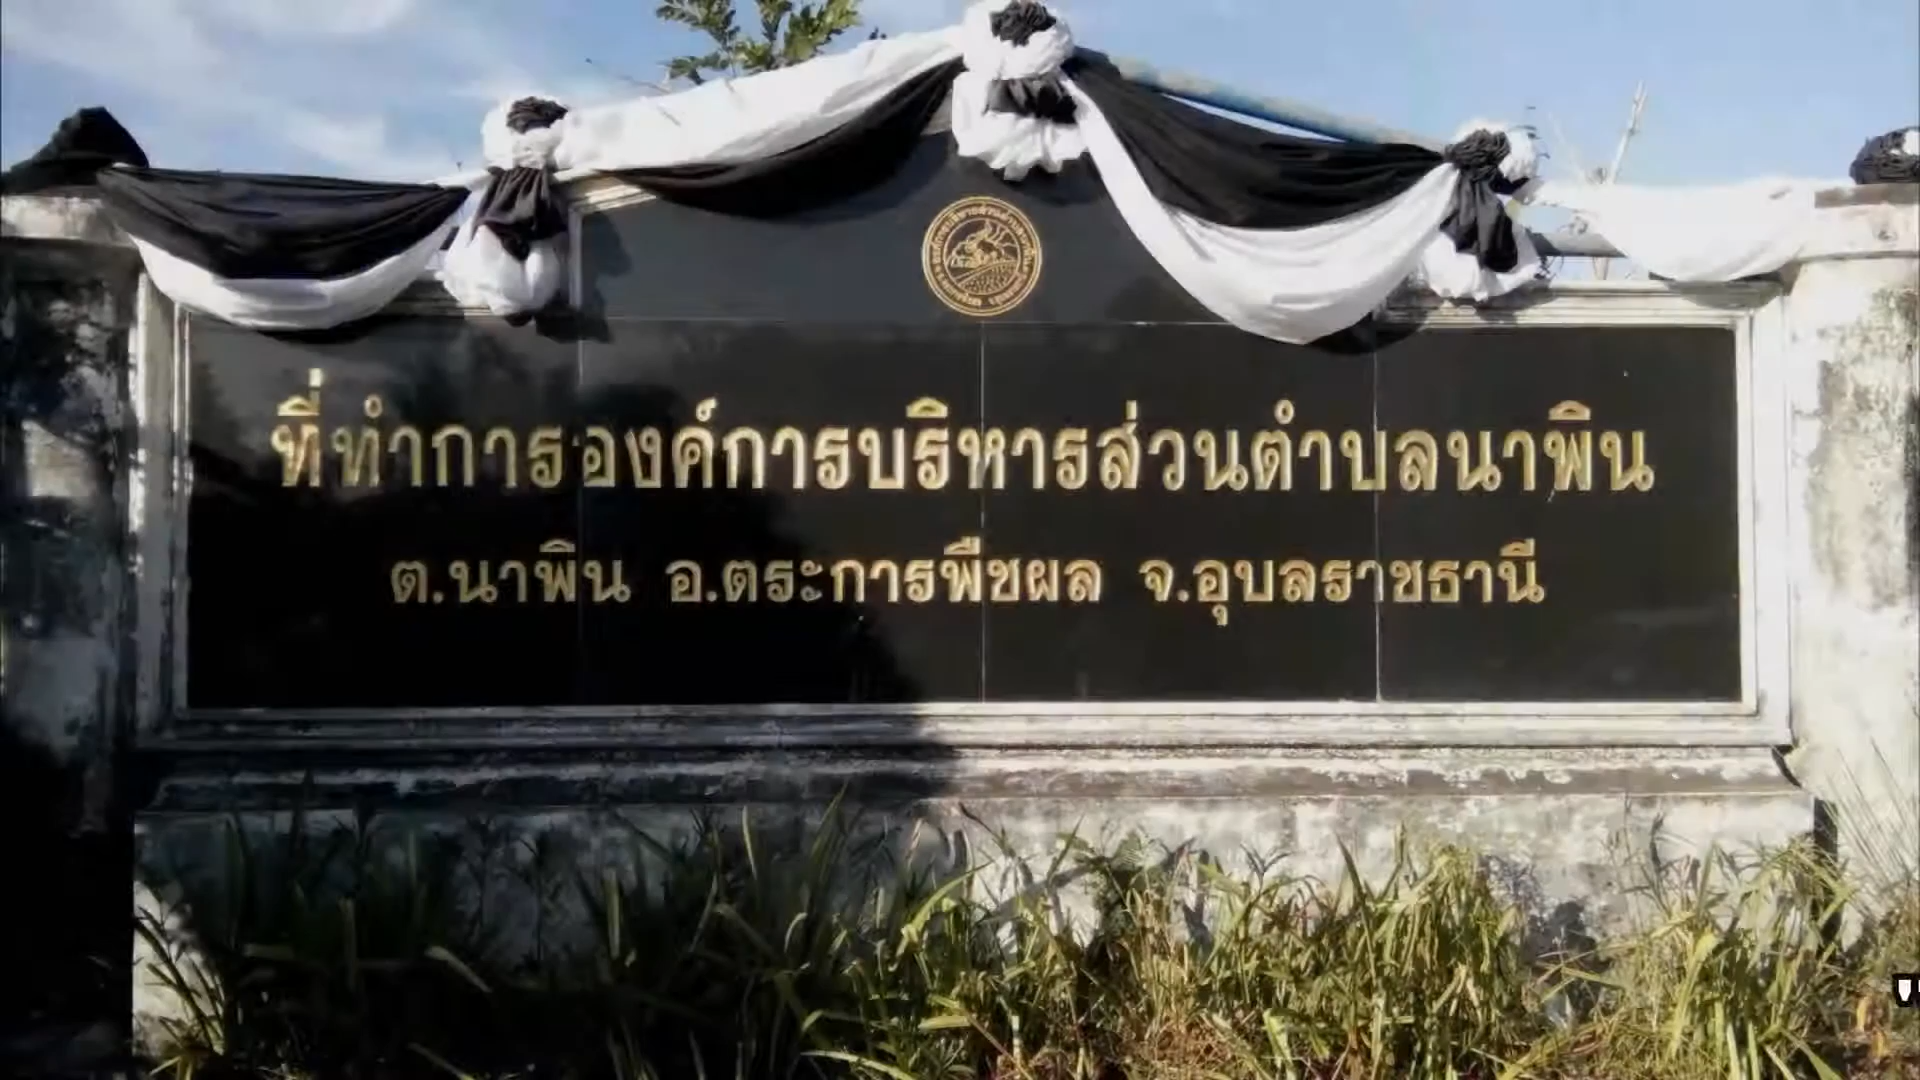 ที่ทำการองค์การบริหารส่วนตำบลนาพิน
ต.นาพิน อ.ตระการพืชผล จ.อุบลราชธานี